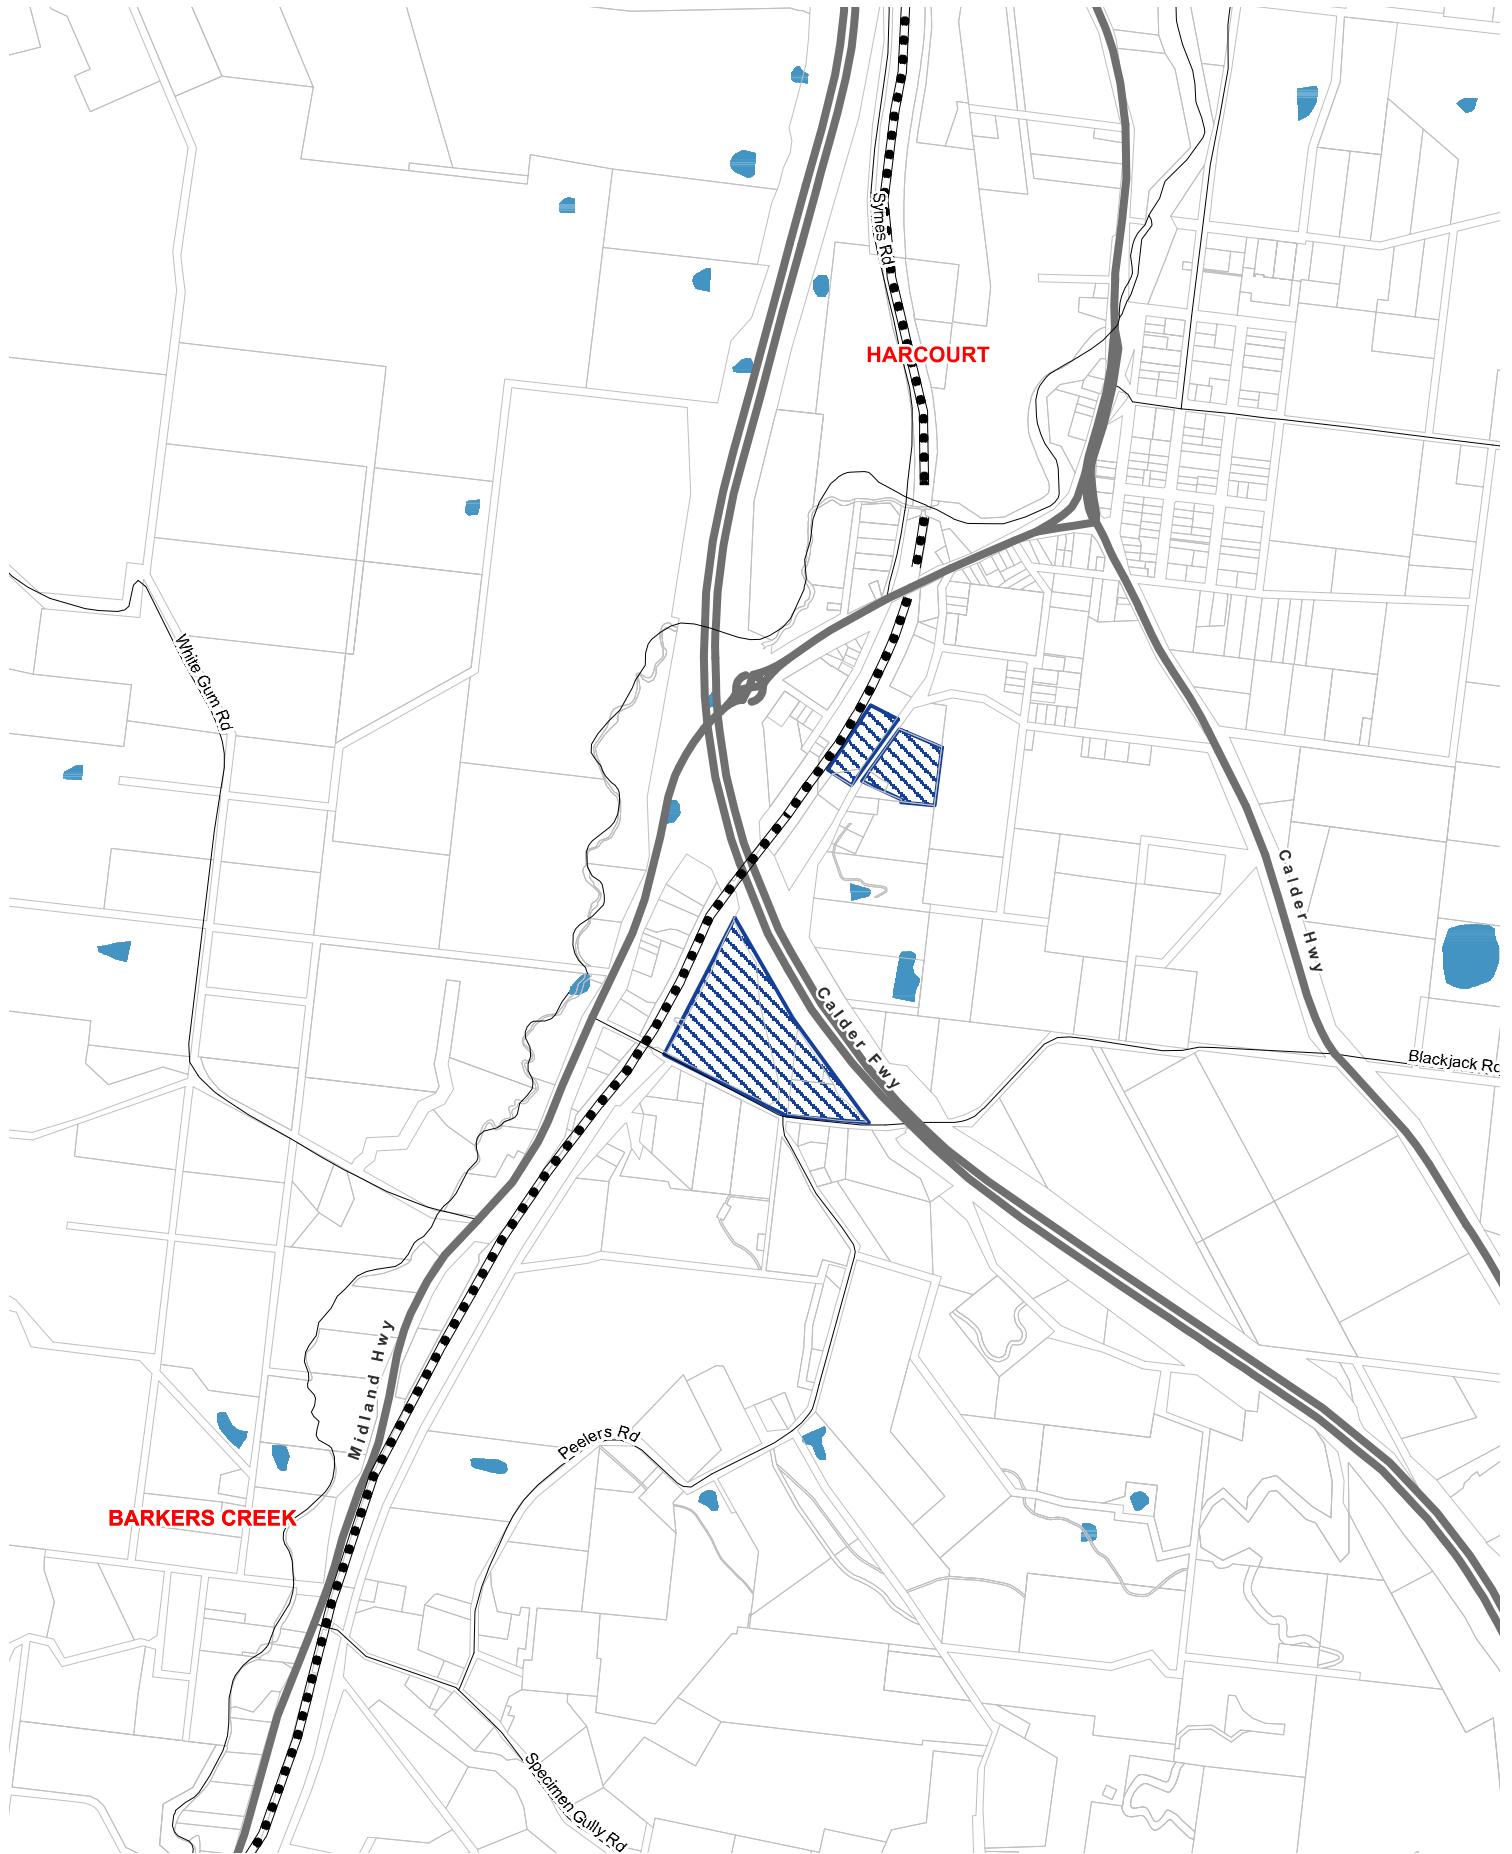 Symes Rd
HARCOURT
White Gum Rd
Calder Hwy
Calder Fwy
Blackjack Rd
Midland Hwy
Peelers Rd
BARKERS CREEK
Specimen Gully Rd